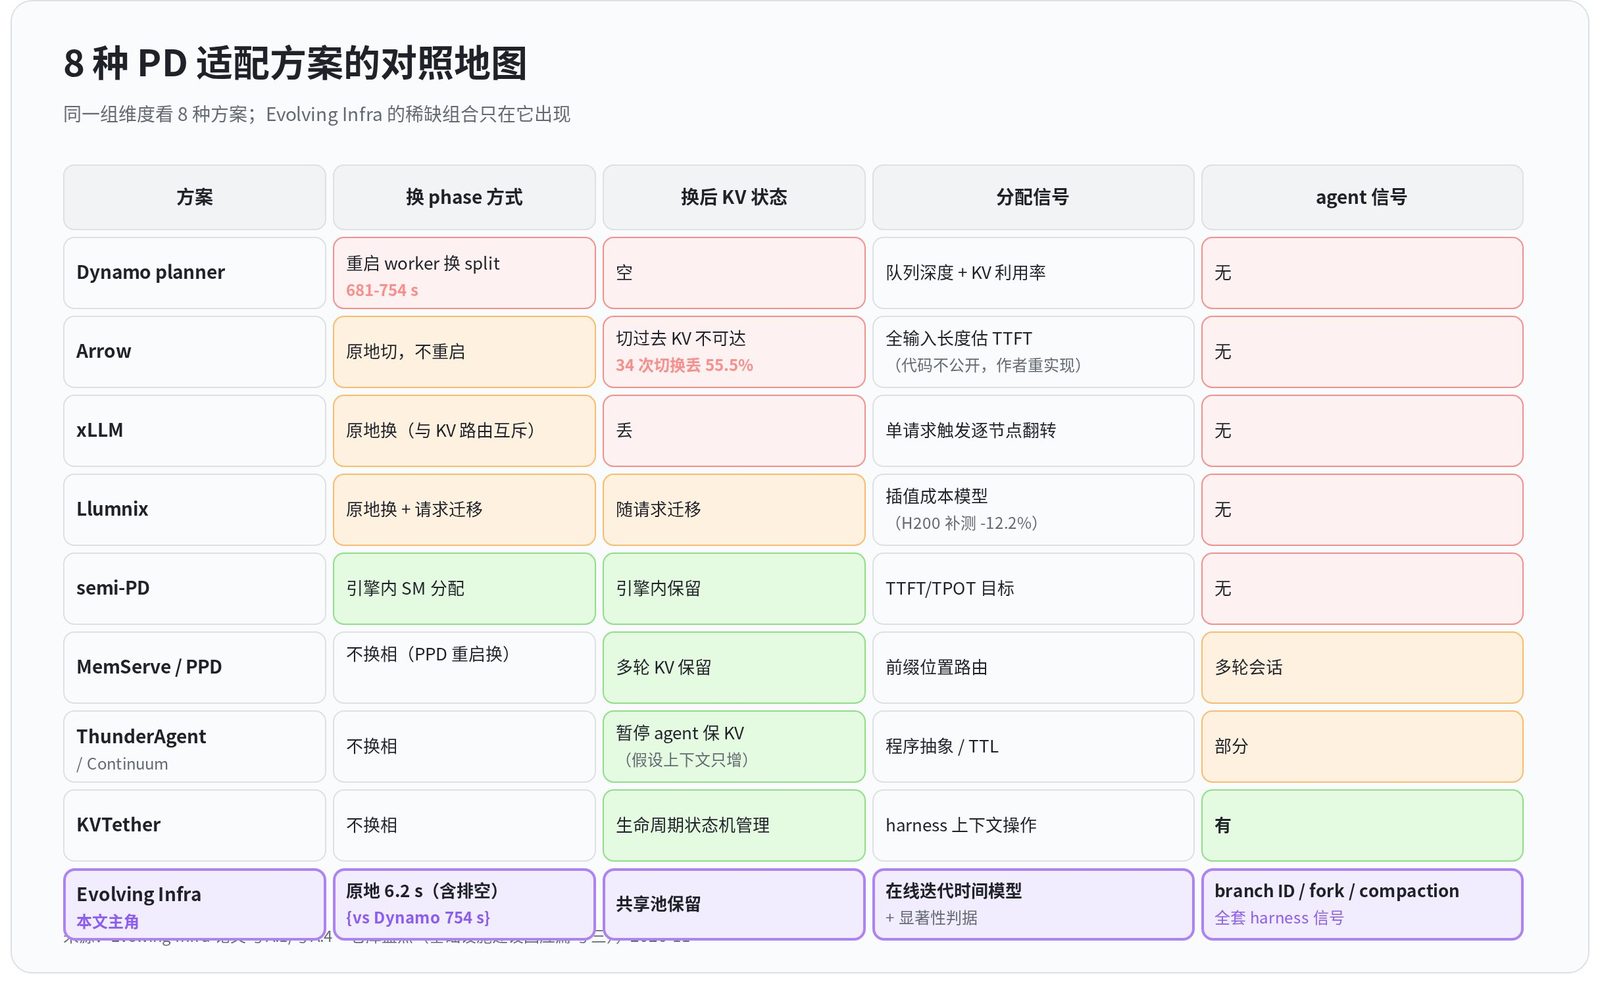 8 种 PD 适配方案的对照地图
同一组维度看 8 种方案；Evolving Infra 的稀缺组合只在它出现
方案
换 phase 方式
换后 KV 状态
分配信号
agent 信号
Dynamo planner
重启 worker 换 split
681-754 s
空
队列深度 + KV 利用率
无
Arrow
原地切，不重启
切过去 KV 不可达
34 次切换丢 55.5%
全输入长度估 TTFT
（代码不公开，作者重实现）
无
xLLM
原地换（与 KV 路由互斥）
丢
单请求触发逐节点翻转
无
Llumnix
原地换 + 请求迁移
随请求迁移
插值成本模型
（H200 补测 -12.2%）
无
semi-PD
引擎内 SM 分配
引擎内保留
TTFT/TPOT 目标
无
MemServe / PPD
不换相（PPD 重启换）
多轮 KV 保留
前缀位置路由
多轮会话
ThunderAgent
/ Continuum
不换相
暂停 agent 保 KV
（假设上下文只增）
程序抽象 / TTL
部分
KVTether
不换相
生命周期状态机管理
harness 上下文操作
有
Evolving Infra
本文主角
原地 6.2 s（含排空）
{vs Dynamo 754 s}
共享池保留
在线迭代时间模型
+ 显著性判据
branch ID / fork / compaction
全套 harness 信号